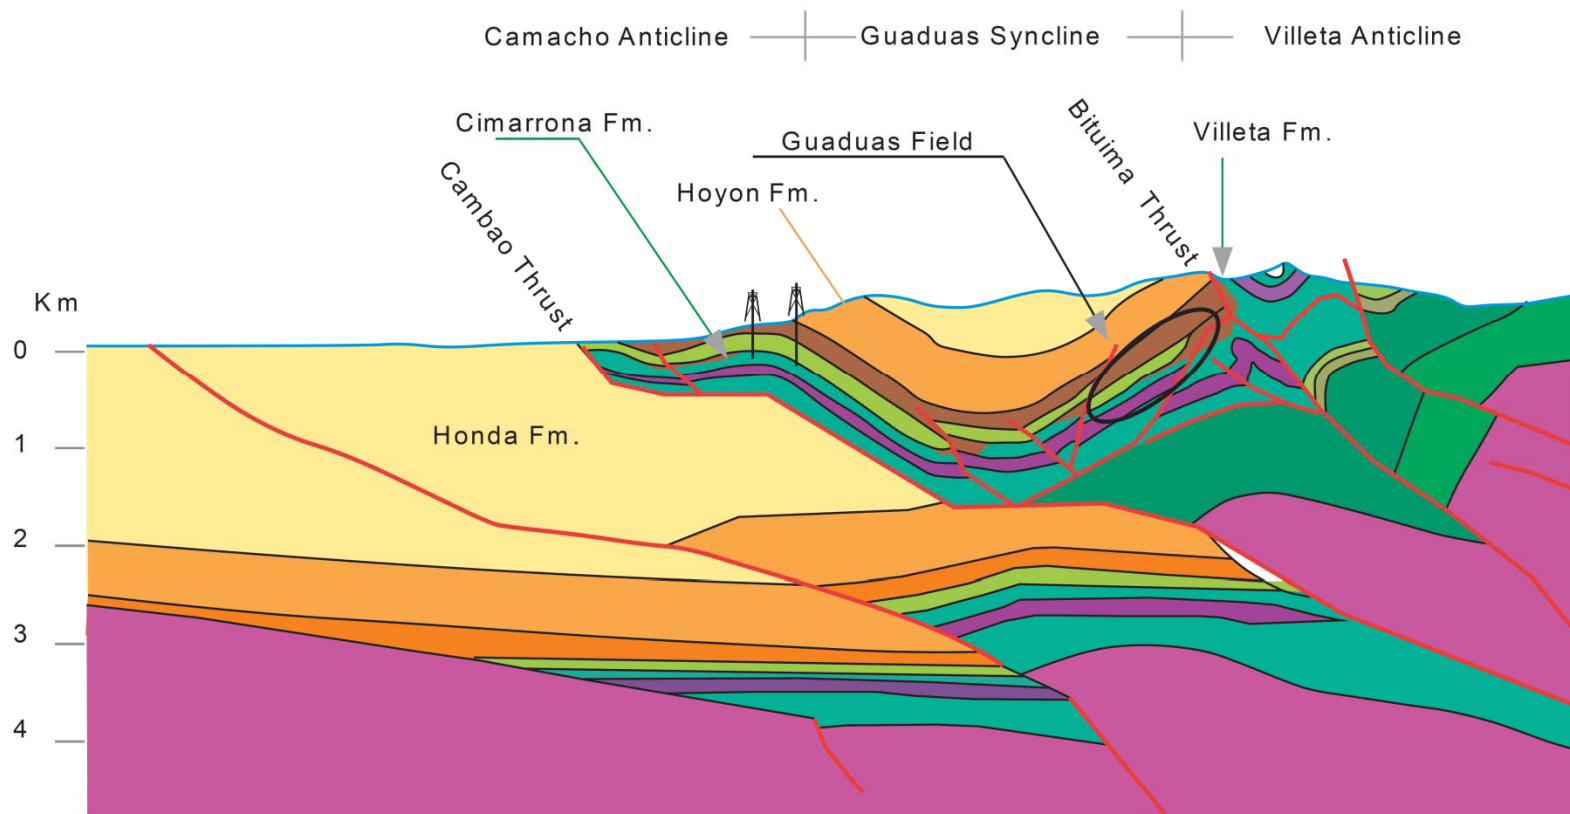 Camacho Anticline
Guaduas Syncline
Villeta Anticline
Cimarrona Fm.
Guaduas Field
Bituima Thrust
Villeta Fm.
Cambao Thrust
Hoyon Fm.
Km
0
Honda Fm.
1
2
3
4